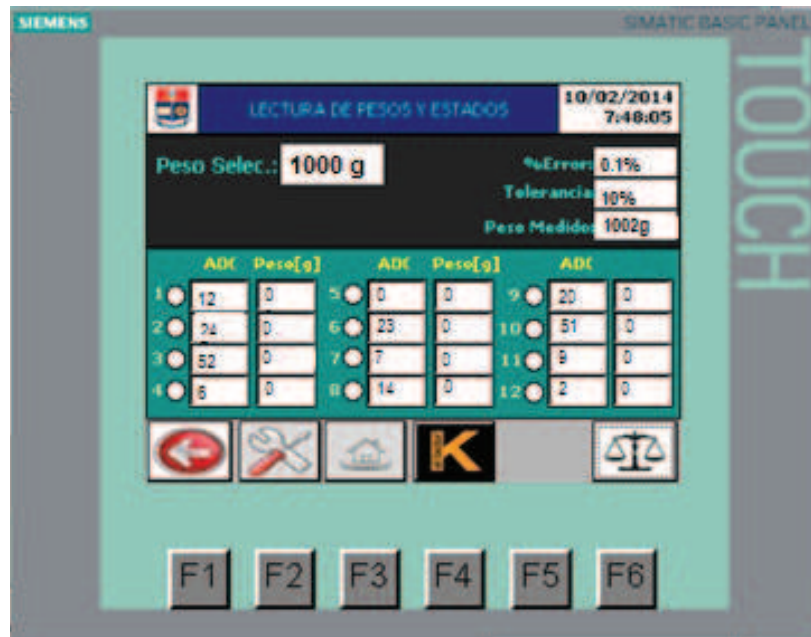 SIEMENS
SIMATIC BASIC PANEL
TOUCH
LECTURA DE PESOS Y ESTADOS
10/02/2014
7:48:05
Peso Selec.: 1000 g
%Error: 0.1%
Tolerancia 10%
Peso Medido: 1002g
ADC Peso[g] ADC Peso[g] ADC
1 12 0 5 0 0 9 20 0
2 24 0 6 23 0 10 51 0
3 52 0 7 7 0 11 9 0
4 6 0 8 14 0 12 2 0
K
F1 F2 F3 F4 F5 F6